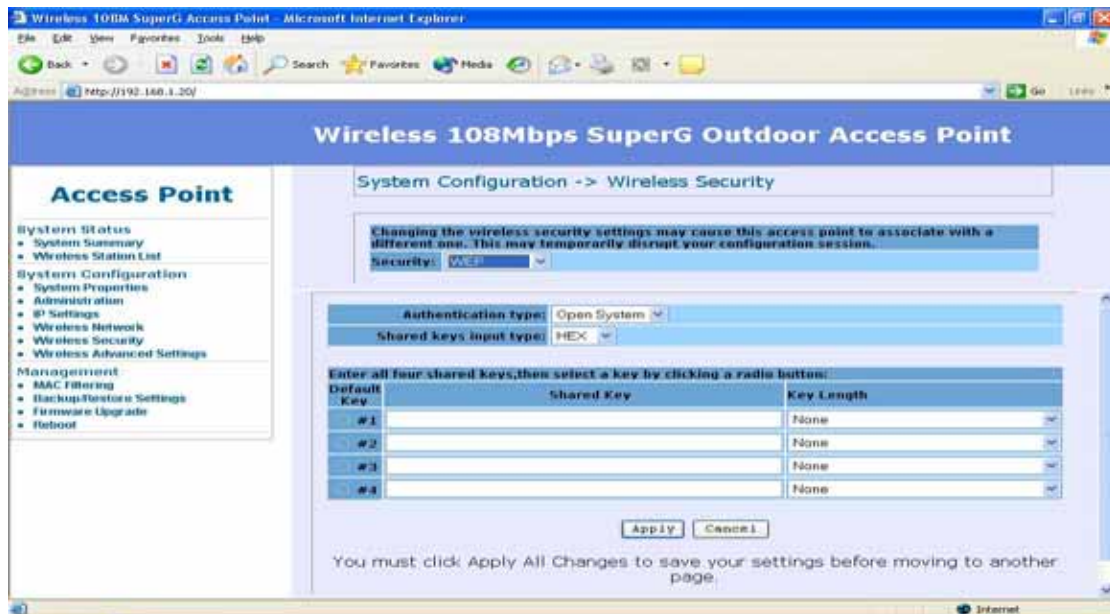 Wireless 108M SuperG Access Point - Microsoft Internet Explorer
File Edit View Favorites Tools Help
Back Search Favorites Media
Address http://192.168.1.20/ Go Links
Wireless 108Mbps SuperG Outdoor Access Point
Access Point
System Status
System Summary
Wireless Station List
System Configuration
System Properties
Administration
IP Settings
Wireless Network
Wireless Security
Wireless Advanced Settings
Management
MAC Filtering
Backup/Restore Settings
Firmware Upgrade
Reboot
System Configuration -> Wireless Security
Changing the wireless security settings may cause this access point to associate with a
different one. This may temporarily disrupt your configuration session.
Security: WEP
Authentication type: Open System
Shared keys input type: HEX
Enter all four shared keys,then select a key by clicking a radio button:
Default Key Shared Key Key Length
#1 None
#2 None
#3 None
#4 None
Apply Cancel
You must click Apply All Changes to save your settings before moving to another
page.
Internet